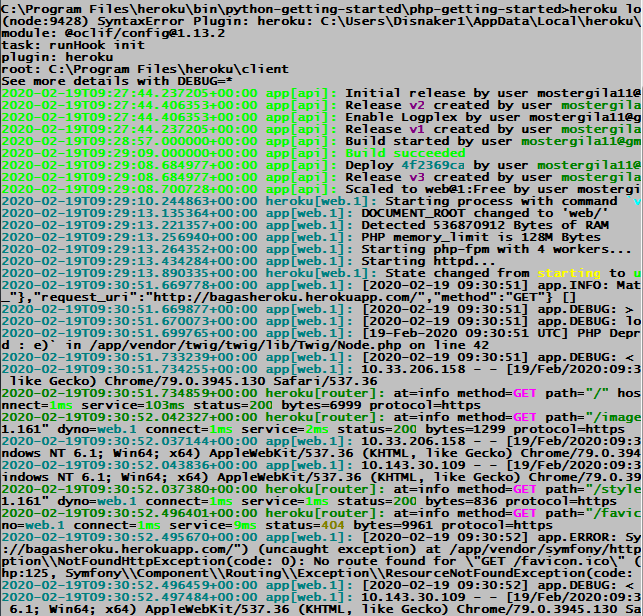 C:\Program Files\heroku\bin\python-getting-started\php-getting-started>heroku lo
(node:9428) SyntaxError Plugin: heroku: C:\Users\Disnaker1\AppData\Local\heroku\
module: @oclif/config@1.13.2
task: runHook init
plugin: heroku
root: C:\Program Files\heroku\client
See more details with DEBUG=*
2020-02-19T09:27:44.237205+00:00 app[api]: Initial release by user mostergila11@
2020-02-19T09:27:44.406353+00:00 app[api]: Release v2 created by user mostergila
2020-02-19T09:27:44.406353+00:00 app[api]: Enable Logplex by user mostergila11@g
2020-02-19T09:27:44.237205+00:00 app[api]: Release v1 created by user mostergila
2020-02-19T09:28:57.000000+00:00 app[api]: Build started by user mostergila11@gm
2020-02-19T09:29:09.000000+00:00 app[api]: Build succeeded
2020-02-19T09:29:08.684977+00:00 app[api]: Deploy 4f2369ca by user mostergila11@
2020-02-19T09:29:08.684977+00:00 app[api]: Release v3 created by user mostergila
2020-02-19T09:29:08.700728+00:00 app[api]: Scaled to web@1:Free by user mostergi
2020-02-19T09:29:10.244863+00:00 heroku[web.1]: Starting process with command `v
2020-02-19T09:29:13.135364+00:00 app[web.1]: DOCUMENT_ROOT changed to 'web/'
2020-02-19T09:29:13.221357+00:00 app[web.1]: Detected 536870912 Bytes of RAM
2020-02-19T09:29:13.256940+00:00 app[web.1]: PHP memory_limit is 128M Bytes
2020-02-19T09:29:13.264352+00:00 app[web.1]: Starting php-fpm with 4 workers...
2020-02-19T09:29:13.434284+00:00 app[web.1]: Starting httpd...
2020-02-19T09:29:13.890335+00:00 heroku[web.1]: State changed from starting to u
2020-02-19T09:30:51.669778+00:00 app[web.1]: [2020-02-19 09:30:51] app.INFO: Mat
_"},"request_uri":"http://bagasheroku.herokuapp.com/","method":"GET"} []
2020-02-19T09:30:51.669877+00:00 app[web.1]: [2020-02-19 09:30:51] app.DEBUG: >
2020-02-19T09:30:51.670073+00:00 app[web.1]: [2020-02-19 09:30:51] app.DEBUG: lo
2020-02-19T09:30:51.699765+00:00 app[web.1]: [19-Feb-2020 09:30:51 UTC] PHP Depr
d : e)` in /app/vendor/twig/twig/lib/Twig/Node.php on line 42
2020-02-19T09:30:51.733239+00:00 app[web.1]: [2020-02-19 09:30:51] app.DEBUG: <
2020-02-19T09:30:51.734255+00:00 app[web.1]: 10.33.206.158 - - [19/Feb/2020:09:3
 like Gecko) Chrome/79.0.3945.130 Safari/537.36
2020-02-19T09:30:51.734859+00:00 heroku[router]: at=info method=GET path="/" hos
nnect=1ms service=103ms status=200 bytes=6999 protocol=https
2020-02-19T09:30:52.042327+00:00 heroku[router]: at=info method=GET path="/image
1.161" dyno=web.1 connect=1ms service=2ms status=200 bytes=1299 protocol=https
2020-02-19T09:30:52.037144+00:00 app[web.1]: 10.33.206.158 - - [19/Feb/2020:09:3
ndows NT 6.1; Win64; x64) AppleWebKit/537.36 (KHTML, like Gecko) Chrome/79.0.394
2020-02-19T09:30:52.043836+00:00 app[web.1]: 10.143.30.109 - - [19/Feb/2020:09:3
indows NT 6.1; Win64; x64) AppleWebKit/537.36 (KHTML, like Gecko) Chrome/79.0.39
2020-02-19T09:30:52.037380+00:00 heroku[router]: at=info method=GET path="/style
1.161" dyno=web.1 connect=1ms service=1ms status=200 bytes=836 protocol=https
2020-02-19T09:30:52.496401+00:00 heroku[router]: at=info method=GET path="/favic
no=web.1 connect=1ms service=9ms status=404 bytes=9961 protocol=https
2020-02-19T09:30:52.495670+00:00 app[web.1]: [2020-02-19 09:30:52] app.ERROR: Sy
://bagasheroku.herokuapp.com/") (uncaught exception) at /app/vendor/symfony/http
ption\\NotFoundHttpException(code: 0): No route found for \"GET /favicon.ico\" (
hp:125, Symfony\\Component\\Routing\\Exception\\ResourceNotFoundException(code:
2020-02-19T09:30:52.496459+00:00 app[web.1]: [2020-02-19 09:30:52] app.DEBUG: <
2020-02-19T09:30:52.497484+00:00 app[web.1]: 10.143.30.109 - - [19/Feb/2020:09:3
 6.1; Win64; x64) AppleWebKit/537.36 (KHTML, like Gecko) Chrome/79.0.3945.130 Sa